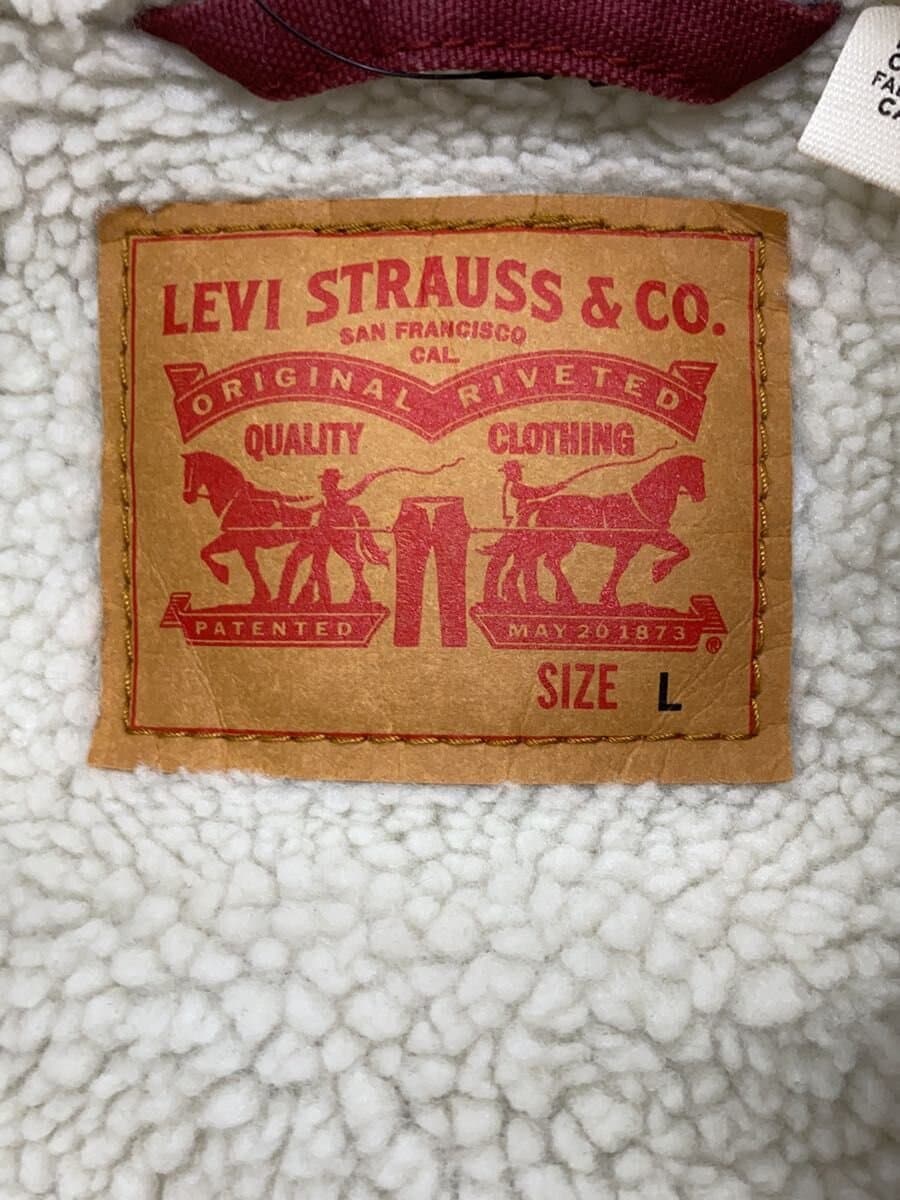 LEVI STRAUSS & CO.
SAN FRANCISCO
CAL.
ORIGINAL RIVETED
QUALITY CLOTHING
PATENTED MAY 20 1873 ®
SIZE L